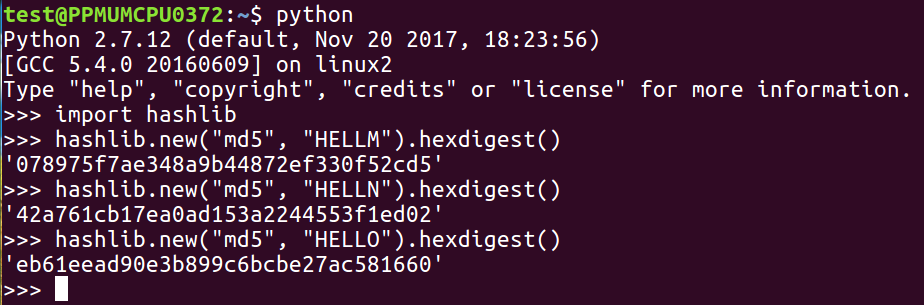 test@PPMUMCPU0372:~$ python
Python 2.7.12 (default, Nov 20 2017, 18:23:56)
[GCC 5.4.0 20160609] on linux2
Type "help", "copyright", "credits" or "license" for more information.
>>> import hashlib
>>> hashlib.new("md5", "HELLM").hexdigest()
'078975f7ae348a9b44872ef330f52cd5'
>>> hashlib.new("md5", "HELLN").hexdigest()
'42a761cb17ea0ad153a2244553f1ed02'
>>> hashlib.new("md5", "HELLO").hexdigest()
'eb61eead90e3b899c6bcbe27ac581660'
>>>